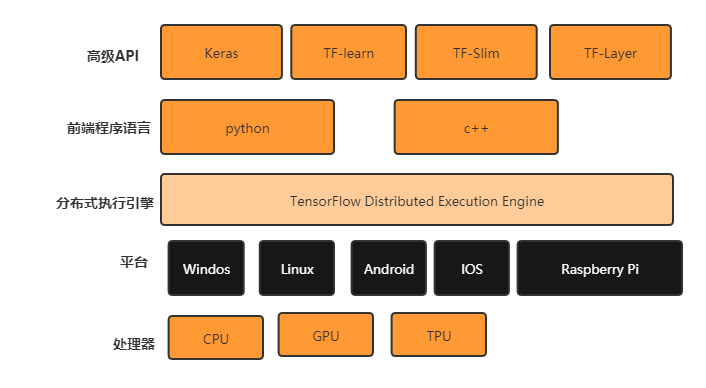 高级API
Keras
TF-learn
TF-Slim
TF-Layer
前端程序语言
python
c++
分布式执行引擎
TensorFlow Distributed Execution Engine
平台
Windos
Linux
Android
IOS
Raspberry Pi
处理器
CPU
GPU
TPU